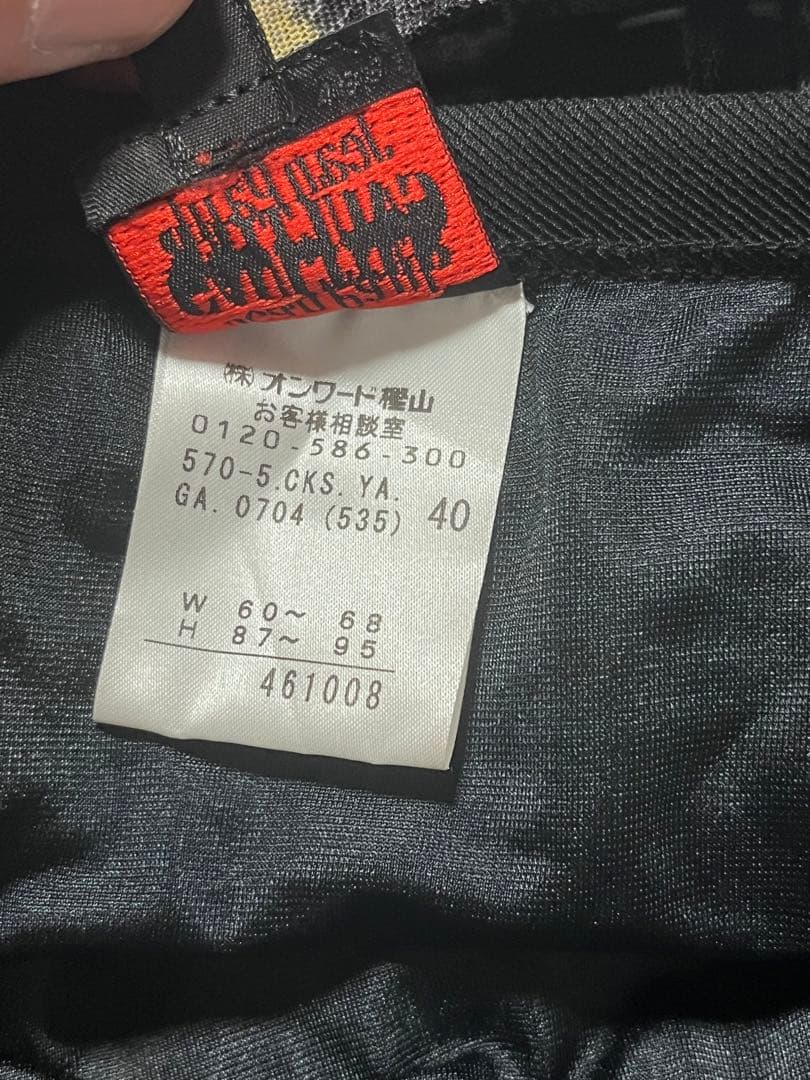 (株)オンワード樫山
お客様相談室
0120-586-300
570-5.CKS.YA.
GA. 0704 (535) 40
W 60～ 68
H 87～ 95
461008